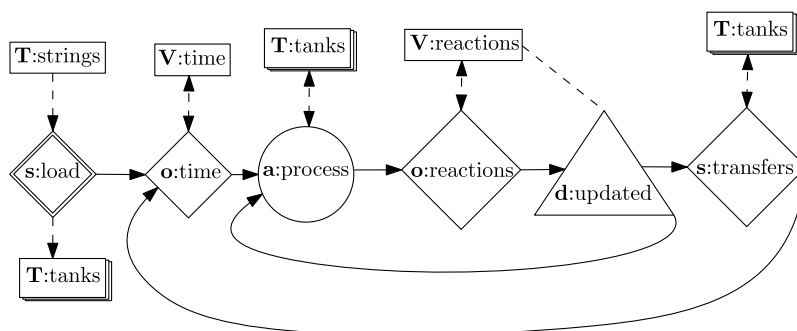 T:strings
V:time
T:tanks
V:reactions
T:tanks
s:load
o:time
a:process
o:reactions
d:updated
s:transfers
T:tanks